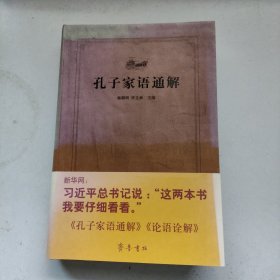 孔子家语通解
杨朝明 宋立林 主编
新华网：
习近平总书记说：“这两本书
我要仔细看看。”
《孔子家语通解》《论语诠解》
齐鲁书社